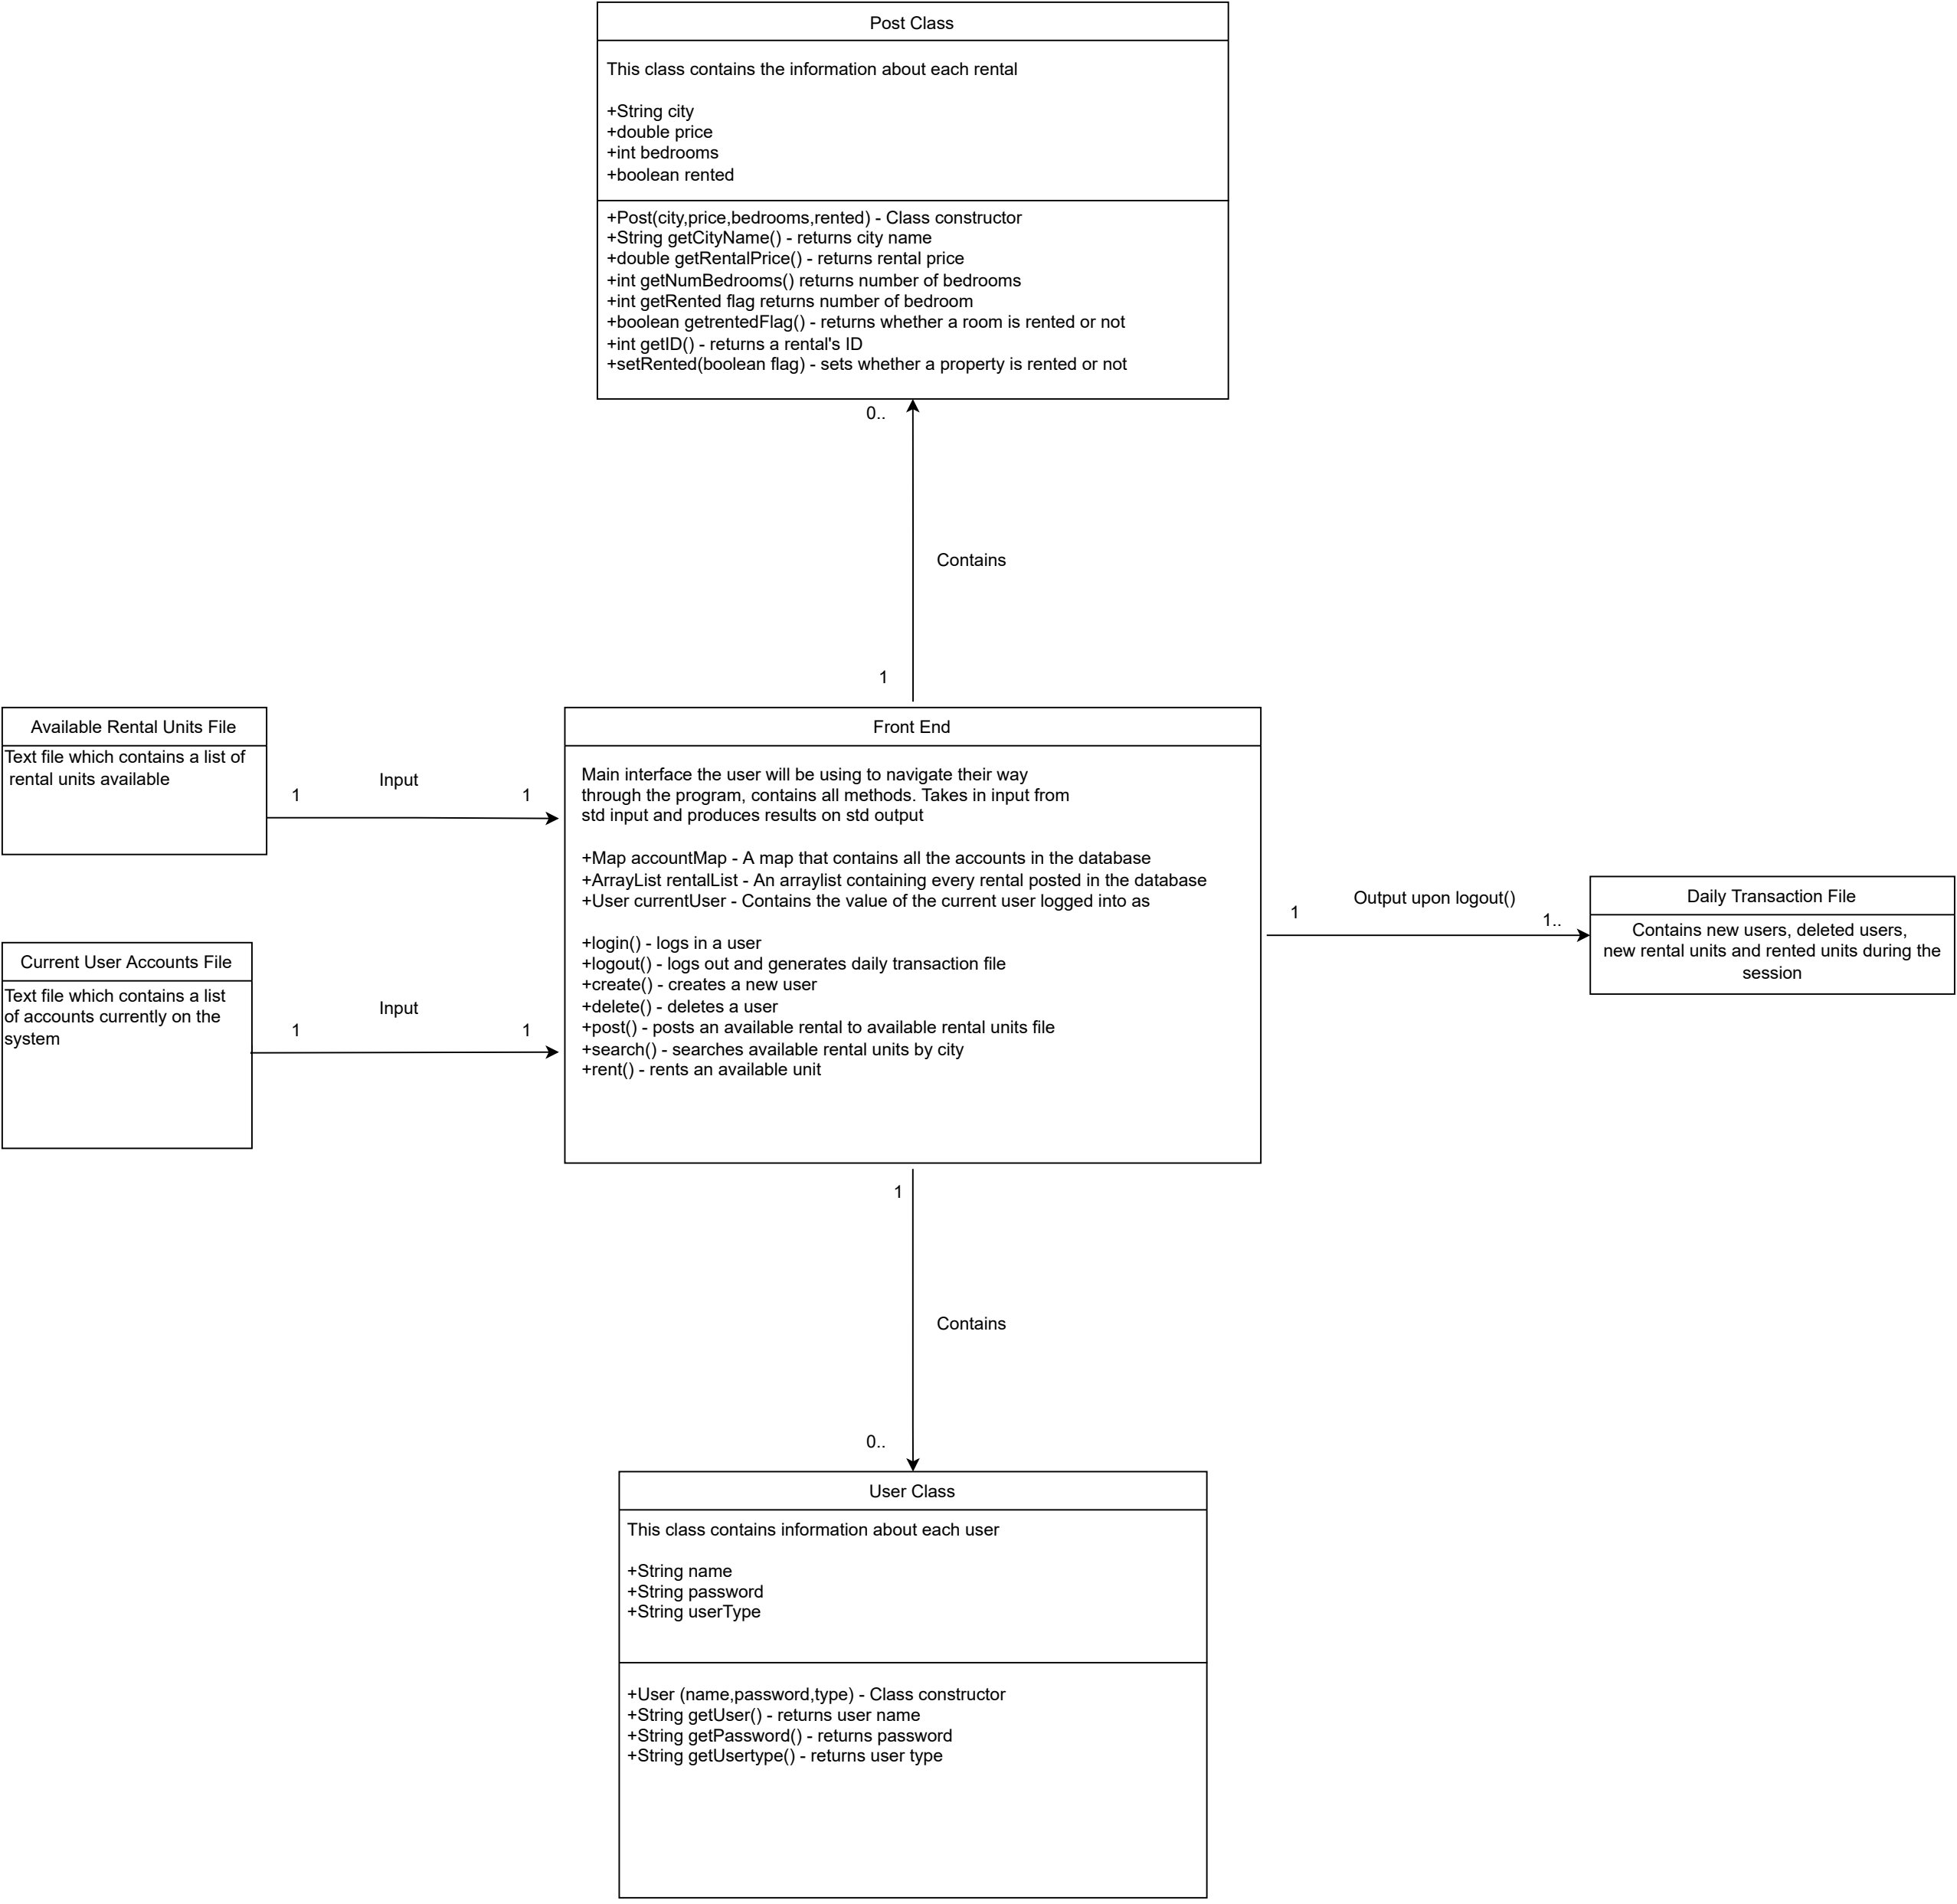 Post Class
This class contains the information about each rental
+String city
+double price
+int bedrooms
+boolean rented
+Post(city,price,bedrooms,rented) - Class constructor
+String getCityName() - returns city name
+double getRentalPrice() - returns rental price
+int getNumBedrooms() returns number of bedrooms
+int getRented flag returns number of bedroom
+boolean getrentedFlag() - returns whether a room is rented or not
+int getID() - returns a rental's ID
+setRented(boolean flag) - sets whether a property is rented or not
0..
Contains
1
Available Rental Units File
Text file which contains a list of
rental units available
Input
1
1
Current User Accounts File
Text file which contains a list
of accounts currently on the
system
Input
1
1
Front End
Main interface the user will be using to navigate their way
through the program, contains all methods. Takes in input from
std input and produces results on std output
+Map accountMap - A map that contains all the accounts in the database
+ArrayList rentalList - An arraylist containing every rental posted in the database
+User currentUser - Contains the value of the current user logged into as
+login() - logs in a user
+logout() - logs out and generates daily transaction file
+create() - creates a new user
+delete() - deletes a user
+post() - posts an available rental to available rental units file
+search() - searches available rental units by city
+rent() - rents an available unit
Output upon logout()
1
1..
Daily Transaction File
Contains new users, deleted users,
new rental units and rented units during the
session
1
Contains
0..
User Class
This class contains information about each user
+String name
+String password
+String userType
+User (name,password,type) - Class constructor
+String getUser() - returns user name
+String getPassword() - returns password
+String getUsertype() - returns user type